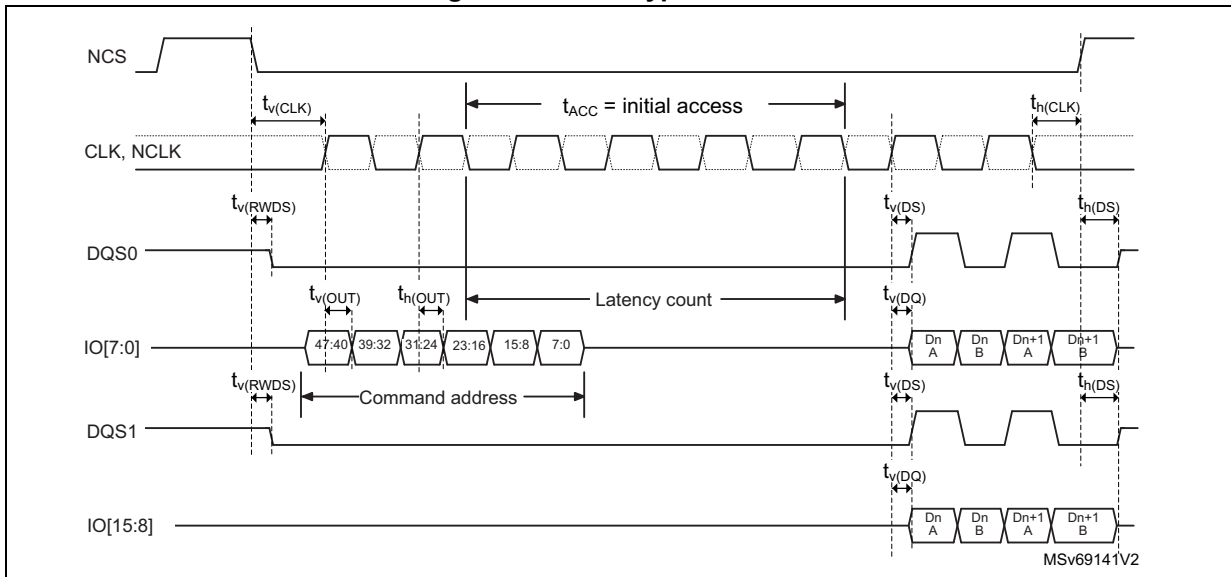 NCS
tACC = initial access
tv(CLK)
th(CLK)
CLK, NCLK
tv(RWDS)
tv(DS)
th(DS)
DQS0
tv(OUT)
th(OUT)
Latency count
tv(DQ)
IO[7:0]
47:40 39:32 31:24 23:16 15:8 7:0
Dn A Dn B Dn+1 A Dn+1 B
tv(RWDS)
Command address
tv(DS)
th(DS)
DQS1
tv(DQ)
IO[15:8]
Dn A Dn B Dn+1 A Dn+1 B
MSv69141V2